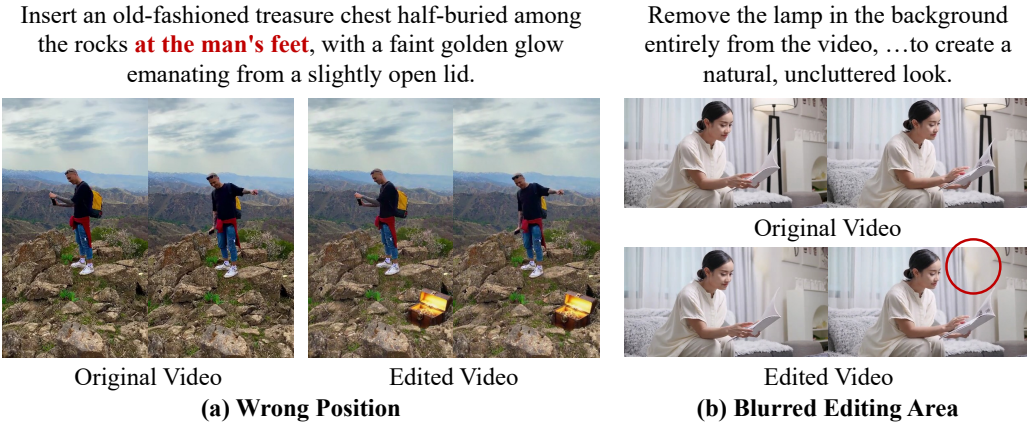 Insert an old-fashioned treasure chest half-buried among
the rocks at the man's feet, with a faint golden glow
emanating from a slightly open lid.
Original Video
Edited Video
(a) Wrong Position
Remove the lamp in the background
entirely from the video, …to create a
natural, uncluttered look.
Original Video
Edited Video
(b) Blurred Editing Area